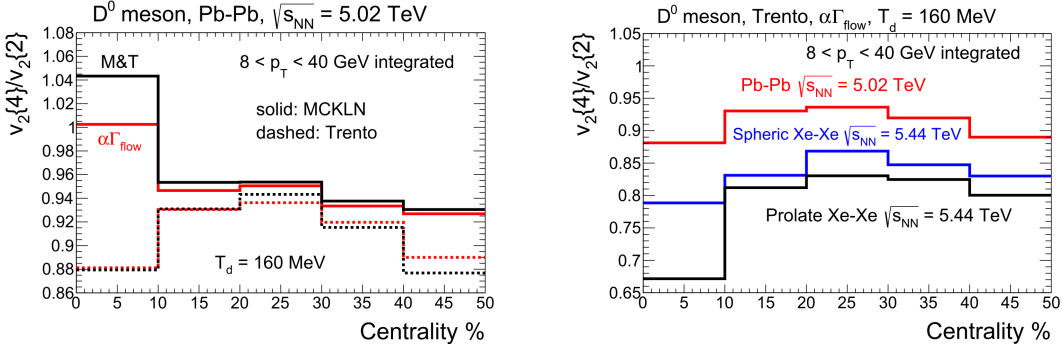 D⁰ meson, Pb-Pb, √s_NN = 5.02 TeV
v₂{4}/v₂{2}
1.08
1.06
1.04
1.02
1
0.98
0.96
0.94
0.92
0.9
0.88
0.86
M&T
8 < p_T < 40 GeV integrated
solid: MCKLN
dashed: Trento
αΓ_flow
T_d = 160 MeV
0 5 10 15 20 25 30 35 40 45 50
Centrality %
D⁰ meson, Trento, αΓ_flow, T_d = 160 MeV
v₂{4}/v₂{2}
1.05
1
0.95
0.9
0.85
0.8
0.75
0.7
0.65
8 < p_T < 40 GeV integrated
Pb-Pb √s_NN = 5.02 TeV
Spheric Xe-Xe √s_NN = 5.44 TeV
Prolate Xe-Xe √s_NN = 5.44 TeV
0 5 10 15 20 25 30 35 40 45 50
Centrality %